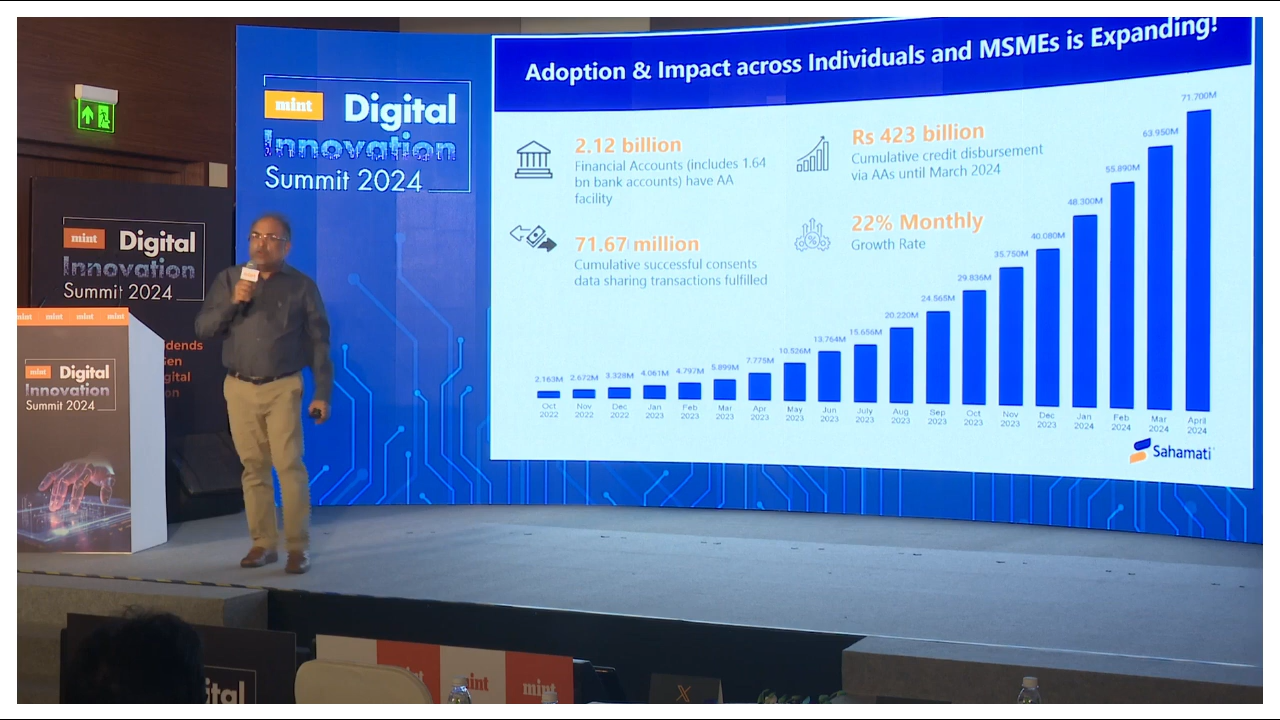 Adoption & Impact across Individuals and MSMEs is Expanding!
mint
Digital
Innovation
Summit 2024
2.12 billion
Financial Accounts (includes 1.64
bn bank accounts) have AA
facility
Rs 423 billion
Cumulative credit disbursement
via AAs until March 2024
71.67 million
Cumulative successful consents
data sharing transactions fulfilled
22% Monthly
Growth Rate
2.163M
2.672M
3.328M
4.061M
4.797M
5.899M
7.775M
10.526M
13.764M
15.656M
20.220M
24.565M
29.835M
35.750M
40.080M
48.300M
55.890M
63.950M
71.700M
Oct
2022
Nov
2022
Dec
2022
Jan
2023
Feb
2023
Mar
2023
Apr
2023
May
2023
Jun
2023
July
2023
Aug
2023
Sep
2023
Oct
2023
Nov
2023
Dec
2023
Jan
2024
Feb
2024
Mar
2024
April
2024
Sahamati
mint
Digital
Innovation
Summit 2024
mint mint mint
mint
Digital
Innovation
Summit 2024
mint